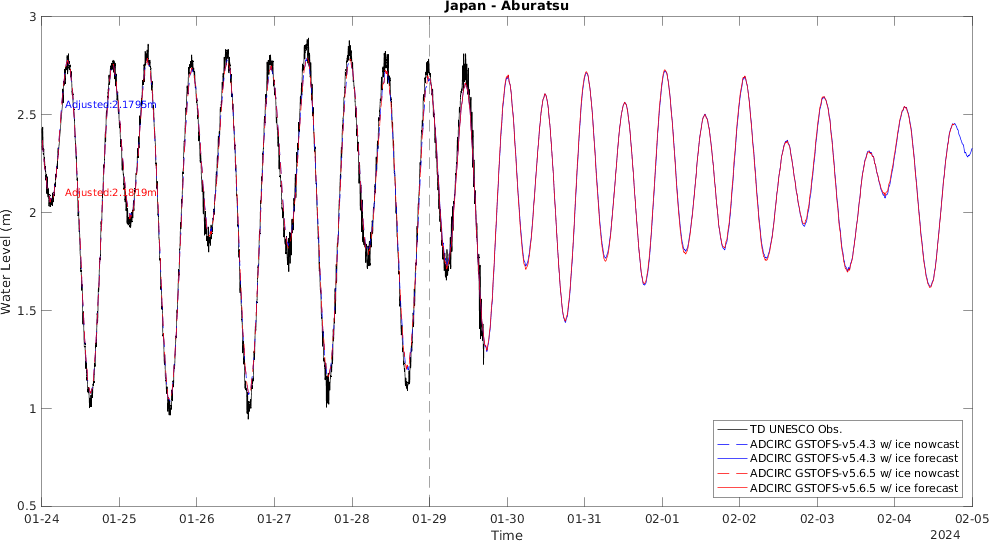 Japan - Aburatsu
3
2.5
2
1.5
1
0.5
Water Level (m)
Adjusted:2.1795m
Adjusted:2.1819m
TD UNESCO Obs.
ADCIRC GSTOFS-v5.4.3 w/ ice nowcast
ADCIRC GSTOFS-v5.4.3 w/ ice forecast
ADCIRC GSTOFS-v5.6.5 w/ ice nowcast
ADCIRC GSTOFS-v5.6.5 w/ ice forecast
01-24 01-25 01-26 01-27 01-28 01-29 01-30 01-31 02-01 02-02 02-03 02-04 02-05
Time
2024